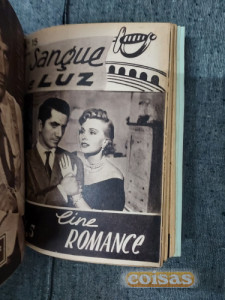 Sangue
e LUZ
Cine
ROMANCE
coisas